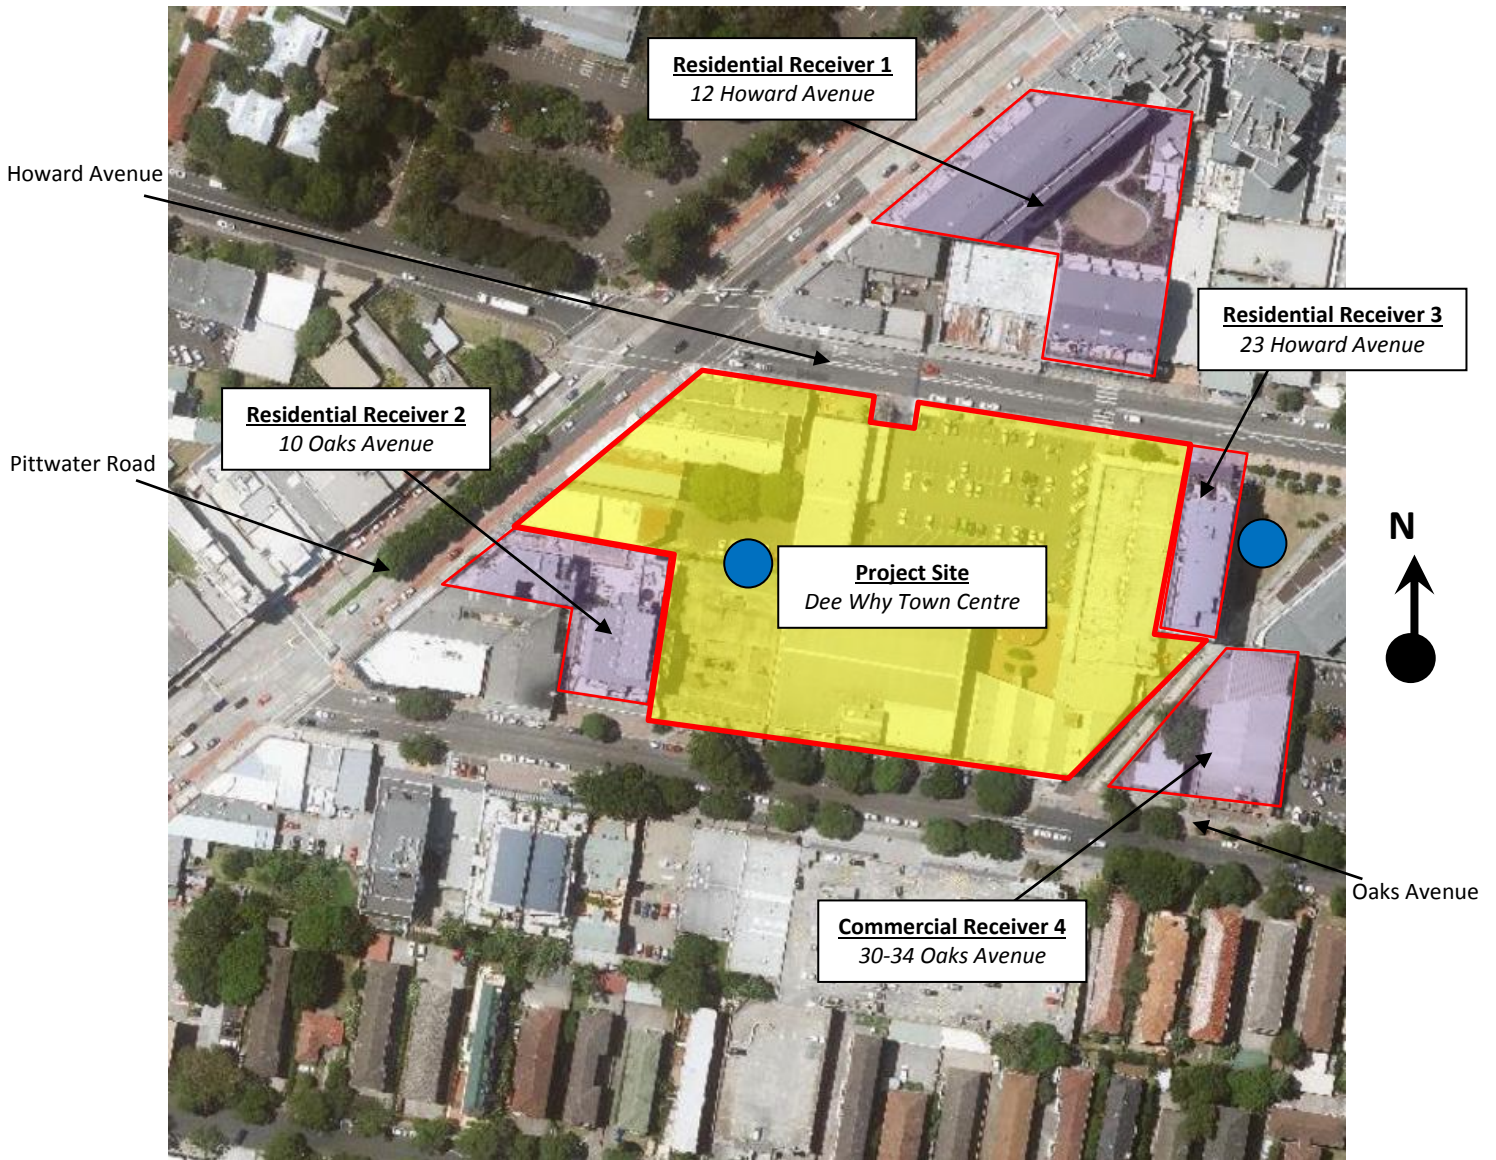 Residential Receiver 1
12 Howard Avenue
Howard Avenue
Residential Receiver 3
23 Howard Avenue
Residential Receiver 2
10 Oaks Avenue
Pittwater Road
N
Project Site
Dee Why Town Centre
Oaks Avenue
Commercial Receiver 4
30-34 Oaks Avenue